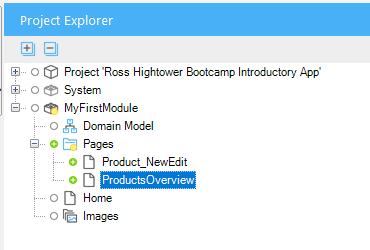 Project Explorer
Project 'Ross Hightower Bootcamp Introductory App'
System
MyFirstModule
Domain Model
Pages
Product_NewEdit
ProductsOverview
Home
Images